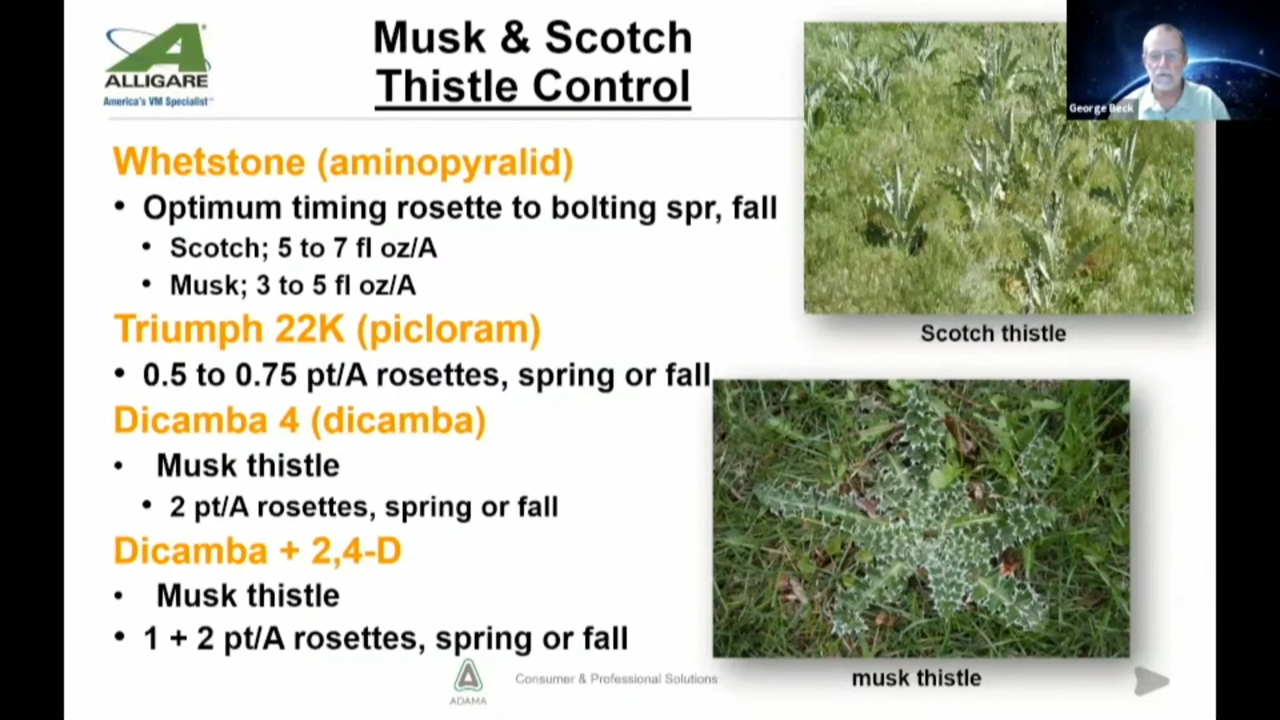 ALLIGARE
America's VM Specialist
Musk & Scotch
Thistle Control
George Beck
Whetstone (aminopyralid)
• Optimum timing rosette to bolting spr, fall
• Scotch; 5 to 7 fl oz/A
• Musk; 3 to 5 fl oz/A
Scotch thistle
Triumph 22K (picloram)
• 0.5 to 0.75 pt/A rosettes, spring or fall
Dicamba 4 (dicamba)
• Musk thistle
• 2 pt/A rosettes, spring or fall
Dicamba + 2,4-D
• Musk thistle
• 1 + 2 pt/A rosettes, spring or fall
musk thistle
ADAMA
Consumer & Professional Solutions